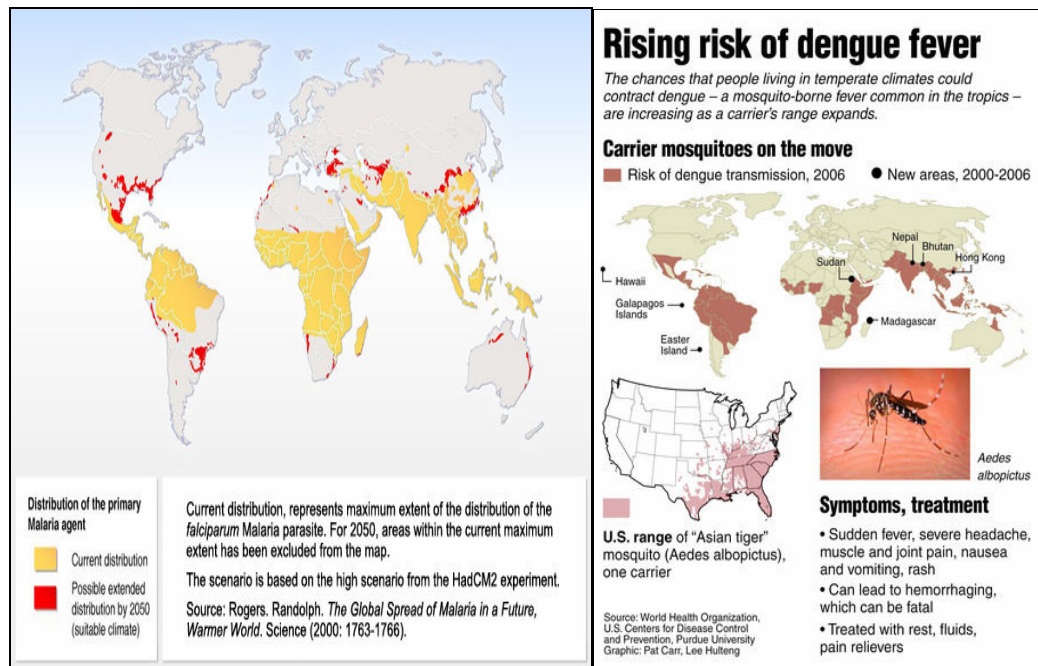 Distribution of the primary
Malaria agent
Current distribution
Possible extended
distribution by 2050
(suitable climate)
Current distribution, represents maximum extent of the distribution of the
falciparum Malaria parasite. For 2050, areas within the current maximum
extent has been excluded from the map.
The scenario is based on the high scenario from the HadCM2 experiment.
Source: Rogers. Randolph. The Global Spread of Malaria in a Future,
Warmer World. Science (2000: 1763-1766).
Rising risk of dengue fever
The chances that people living in temperate climates could
contract dengue – a mosquito-borne fever common in the tropics –
are increasing as a carrier's range expands.
Carrier mosquitoes on the move
Risk of dengue transmission, 2006
New areas, 2000-2006
Nepal
Bhutan
Hong Kong
Sudan
Hawaii
Galapagos
Islands
Madagascar
Easter
Island
Aedes
albopictus
U.S. range of “Asian tiger”
mosquito (Aedes albopictus),
one carrier
Source: World Health Organization,
U.S. Centers for Disease Control
and Prevention, Purdue University
Graphic: Pat Carr, Lee Hulteng
Symptoms, treatment
• Sudden fever, severe headache,
muscle and joint pain, nausea
and vomiting, rash
• Can lead to hemorrhaging,
which can be fatal
• Treated with rest, fluids,
pain relievers